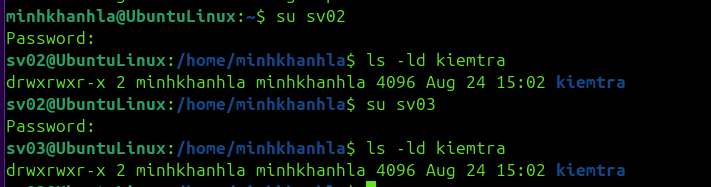 minhkhanhla@UbuntuLinux:~$ su sv02
Password:
sv02@UbuntuLinux:/home/minhkhanhla$ ls -ld kiemtra
drwxrwxr-x 2 minhkhanhla minhkhanhla 4096 Aug 24 15:02 kiemtra
sv02@UbuntuLinux:/home/minhkhanhla$ su sv03
Password:
sv03@UbuntuLinux:/home/minhkhanhla$ ls -ld kiemtra
drwxrwxr-x 2 minhkhanhla minhkhanhla 4096 Aug 24 15:02 kiemtra